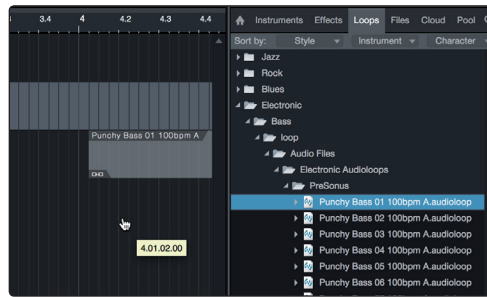 3.4 4 4.2 4.3 4.4
Punchy Bass 01 100bpm A
4.01.02.00
Instruments Effects Loops Files Cloud Pool
Sort by: Style Instrument Character
Jazz
Rock
Blues
Electronic
Bass
loop
Audio Files
Electronic Audioloops
PreSonus
Punchy Bass 01 100bpm A.audioloop
Punchy Bass 02 100bpm A.audioloop
Punchy Bass 03 100bpm A.audioloop
Punchy Bass 04 100bpm A.audioloop
Punchy Bass 05 100bpm A.audioloop
Punchy Bass 06 100bpm A.audioloop